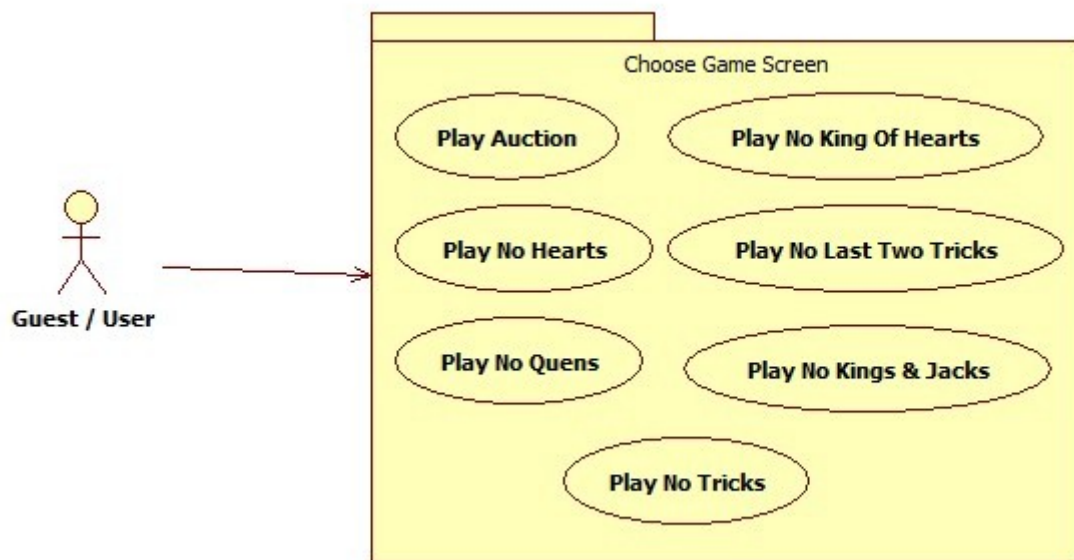 Choose Game Screen
Play Auction
Play No King Of Hearts
Play No Hearts
Play No Last Two Tricks
Guest / User
Play No Quens
Play No Kings & Jacks
Play No Tricks